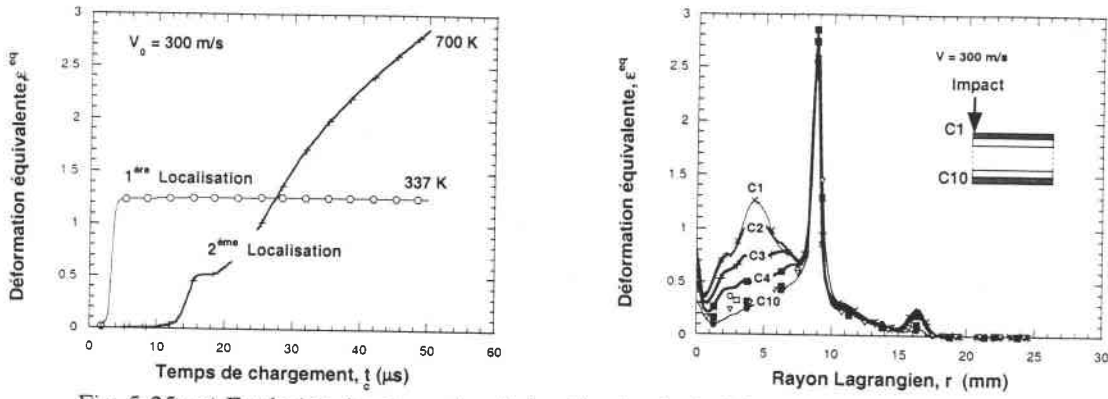 3
2.5
2
1.5
1
0.5
0
Déformation équivalente, ε^eq
V_0 = 300 m/s
700 K
1^ère Localisation
337 K
2^ème Localisation
0 10 20 30 40 50 60
Temps de chargement, t_c (µs)
3
2.5
2
1.5
1
0.5
0
Déformation équivalente, ε^eq
V = 300 m/s
Impact
C1
C10
C1
C2
C3
C4
C10
0 5 10 15 20 25 30
Rayon Lagrangien, r (mm)